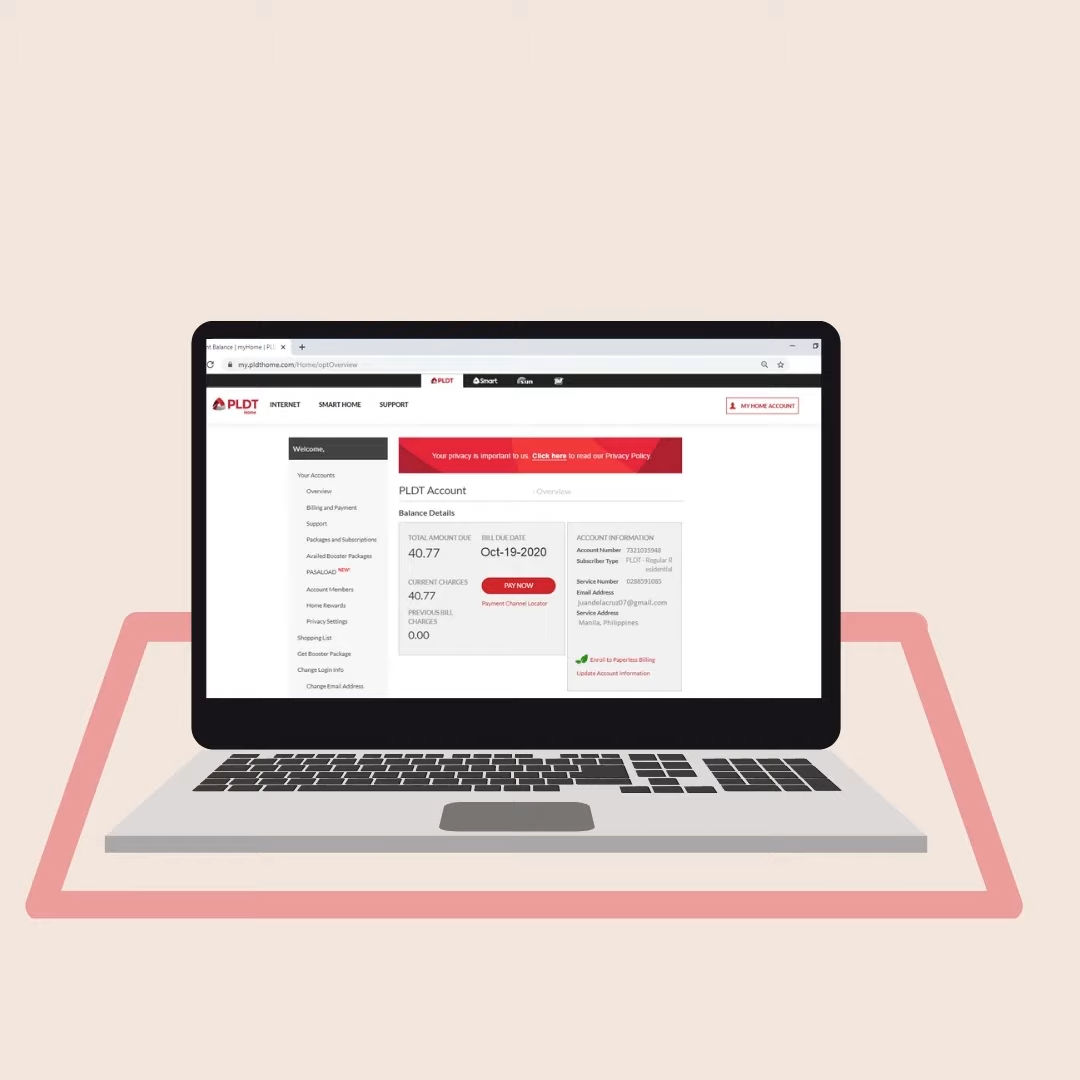 nt Balance | myHome | PL
my.pldthome.com/Home/optOverview
PLDT Smart sun
PLDT
Home
INTERNET SMART HOME SUPPORT
MY HOME ACCOUNT
Welcome,
Your Accounts
Overview
Billing and Payment
Support
Packages and Subscriptions
Availed Booster Packages
PASALOAD NEW!
Account Members
Home Rewards
Privacy Settings
Shopping List
Get Booster Package
Change Login Info
Change Email Address
Your privacy is important to us. Click here to read our Privacy Policy.
PLDT Account - Overview
Balance Details
TOTAL AMOUNT DUE
40.77
BILL DUE DATE
Oct-19-2020
CURRENT CHARGES
40.77
PAY NOW
Payment Channel Locator
PREVIOUS BILL
CHARGES
0.00
ACCOUNT INFORMATION
Account Number
Subscriber Type PLDT - Regular R
esidential
Service Number 0288591085
Email Address
juandelacruz07@gmail.com
Service Address
Manila, Philippines
Enroll to Paperless Billing
Update Account Information